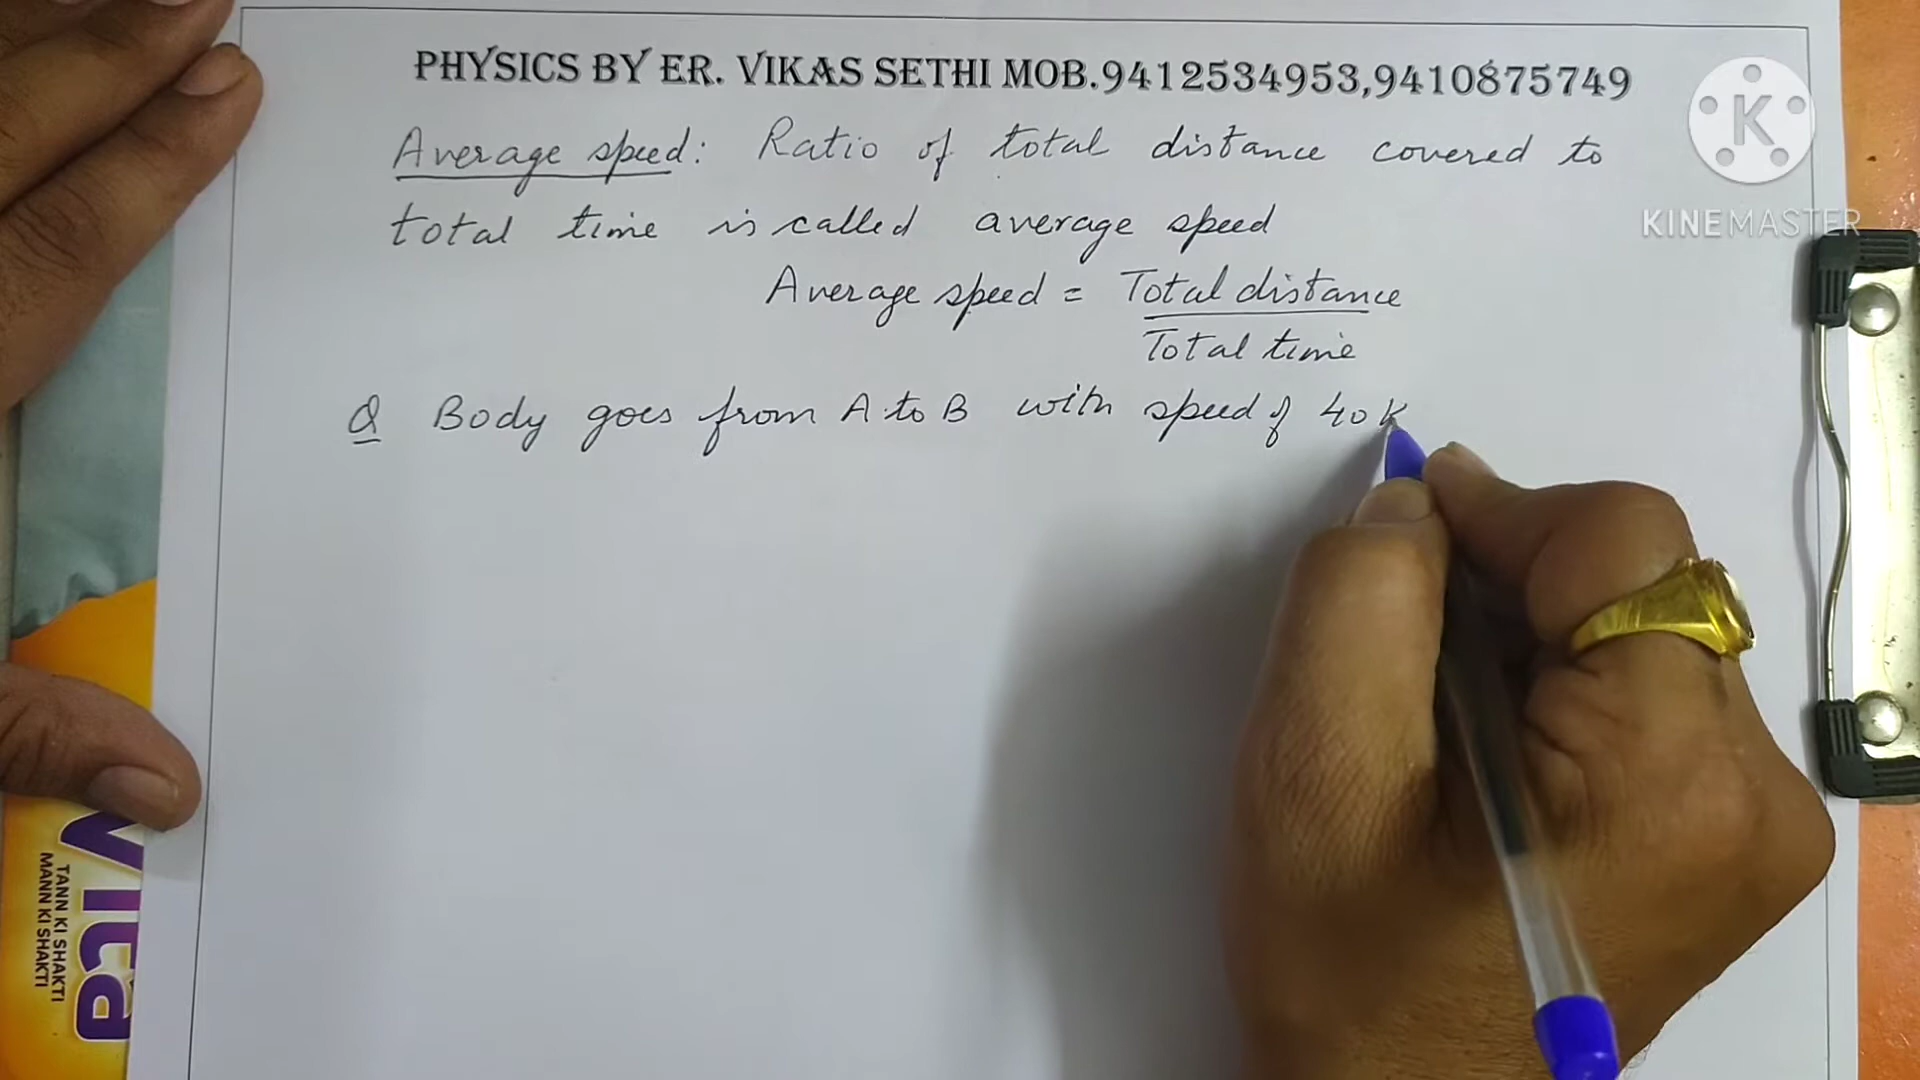 PHYSICS BY ER. VIKAS SETHI MOB.9412534953,9410875749
K
KINEMASTER
Average speed: Ratio of total distance covered to
total time is called average speed
Average speed = Total distance
Total time
Q Body goes from A to B with speed of 40 K
Vita
TANN KI SHAKTI
MANN KI SHAKTI